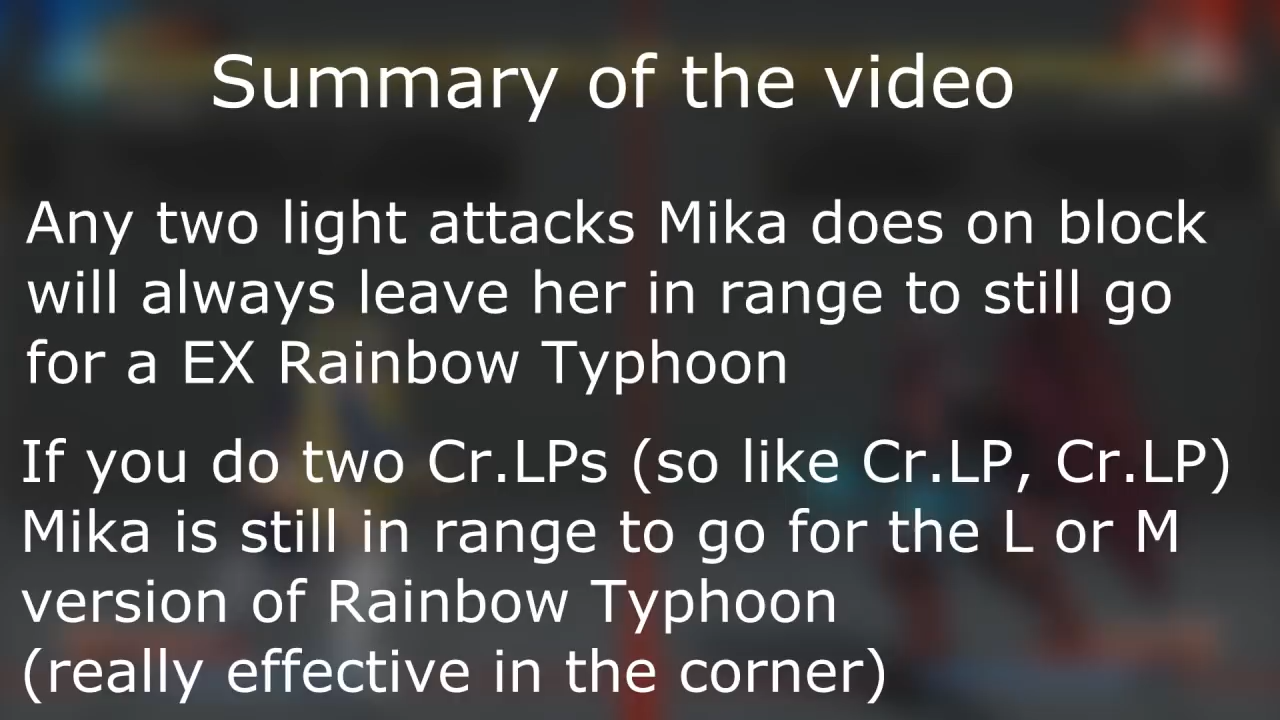 Summary of the video
Any two light attacks Mika does on block
will always leave her in range to still go
for a EX Rainbow Typhoon
If you do two Cr.LPs (so like Cr.LP, Cr.LP)
Mika is still in range to go for the L or M
version of Rainbow Typhoon
(really effective in the corner)